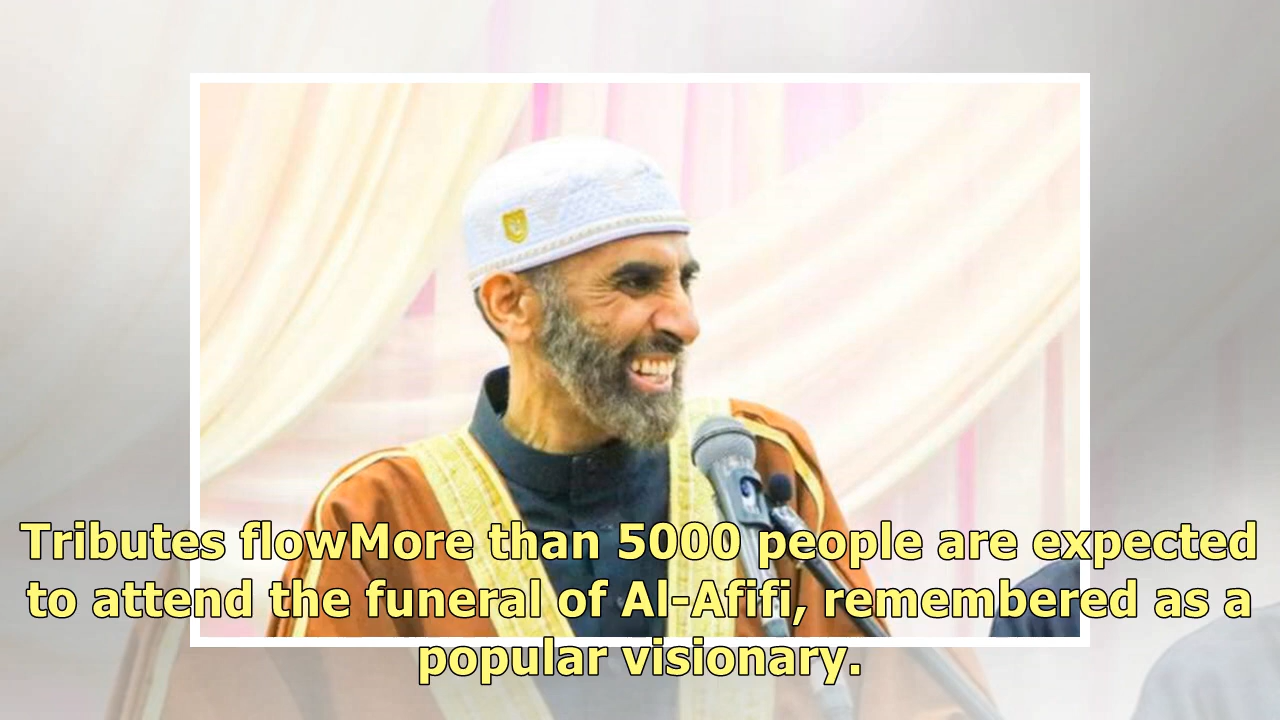 Tributes flowMore than 5000 people are expected
to attend the funeral of Al-Afifi, remembered as a
popular visionary.